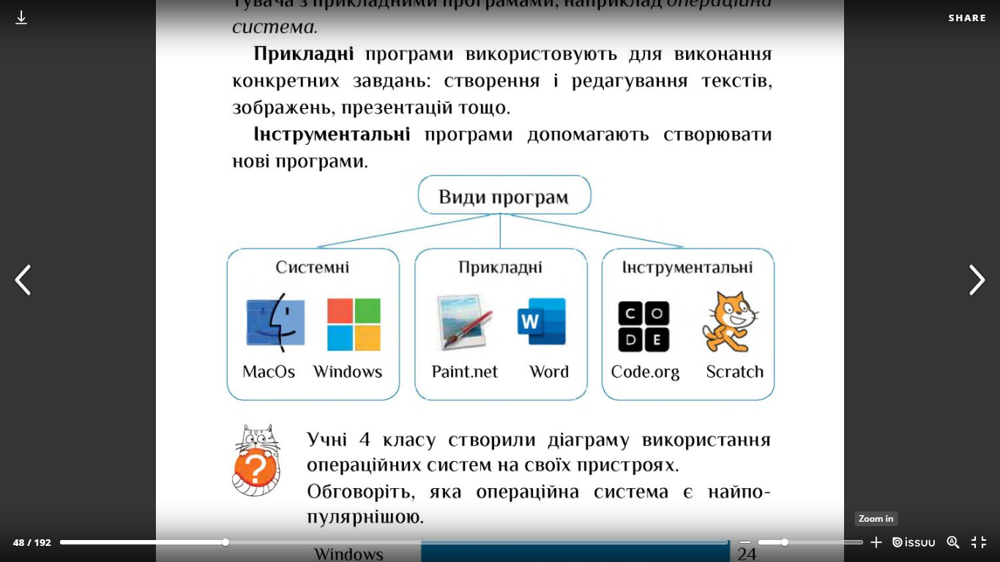 SHARE
тувача з прикладними програмами, наприклад операційна
система.
Прикладні програми використовують для виконання
конкретних завдань: створення і редагування текстів,
зображень, презентацій тощо.
Інструментальні програми допомагають створювати
нові програми.
Види програм
Системні
MacOs Windows
Прикладні
W
Paint.net Word
Інструментальні
C O
D E
Code.org Scratch
?
Учні 4 класу створили діаграму використання
операційних систем на своїх пристроях.
Обговоріть, яка операційна система є найпо-
пулярнішою.
Windows 24
Zoom in
48 / 192
issuu